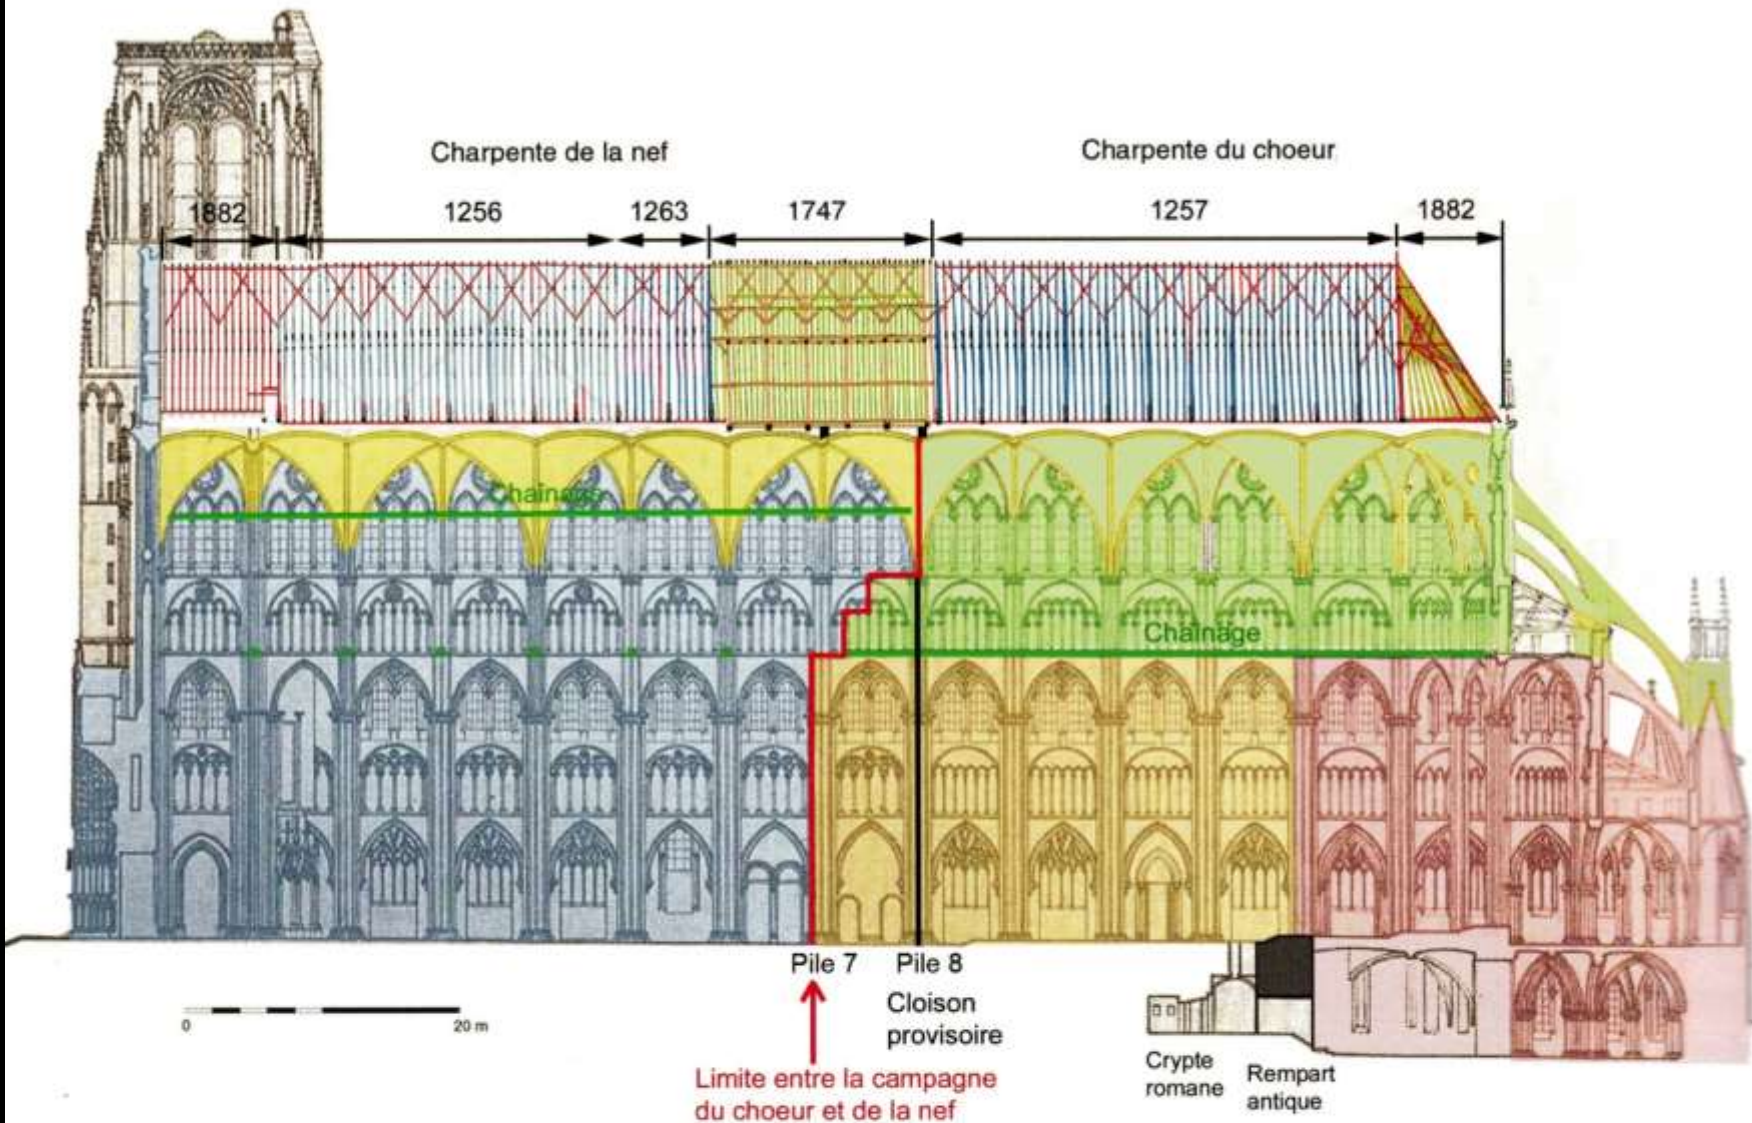 Charpente de la nef
Charpente du choeur
1882
1256
1263
1747
1257
1882
Chaînage
Chaînage
Pile 7
Pile 8
Cloison
provisoire
0
20 m
Limite entre la campagne
du choeur et de la nef
Crypte
romane
Rempart
antique